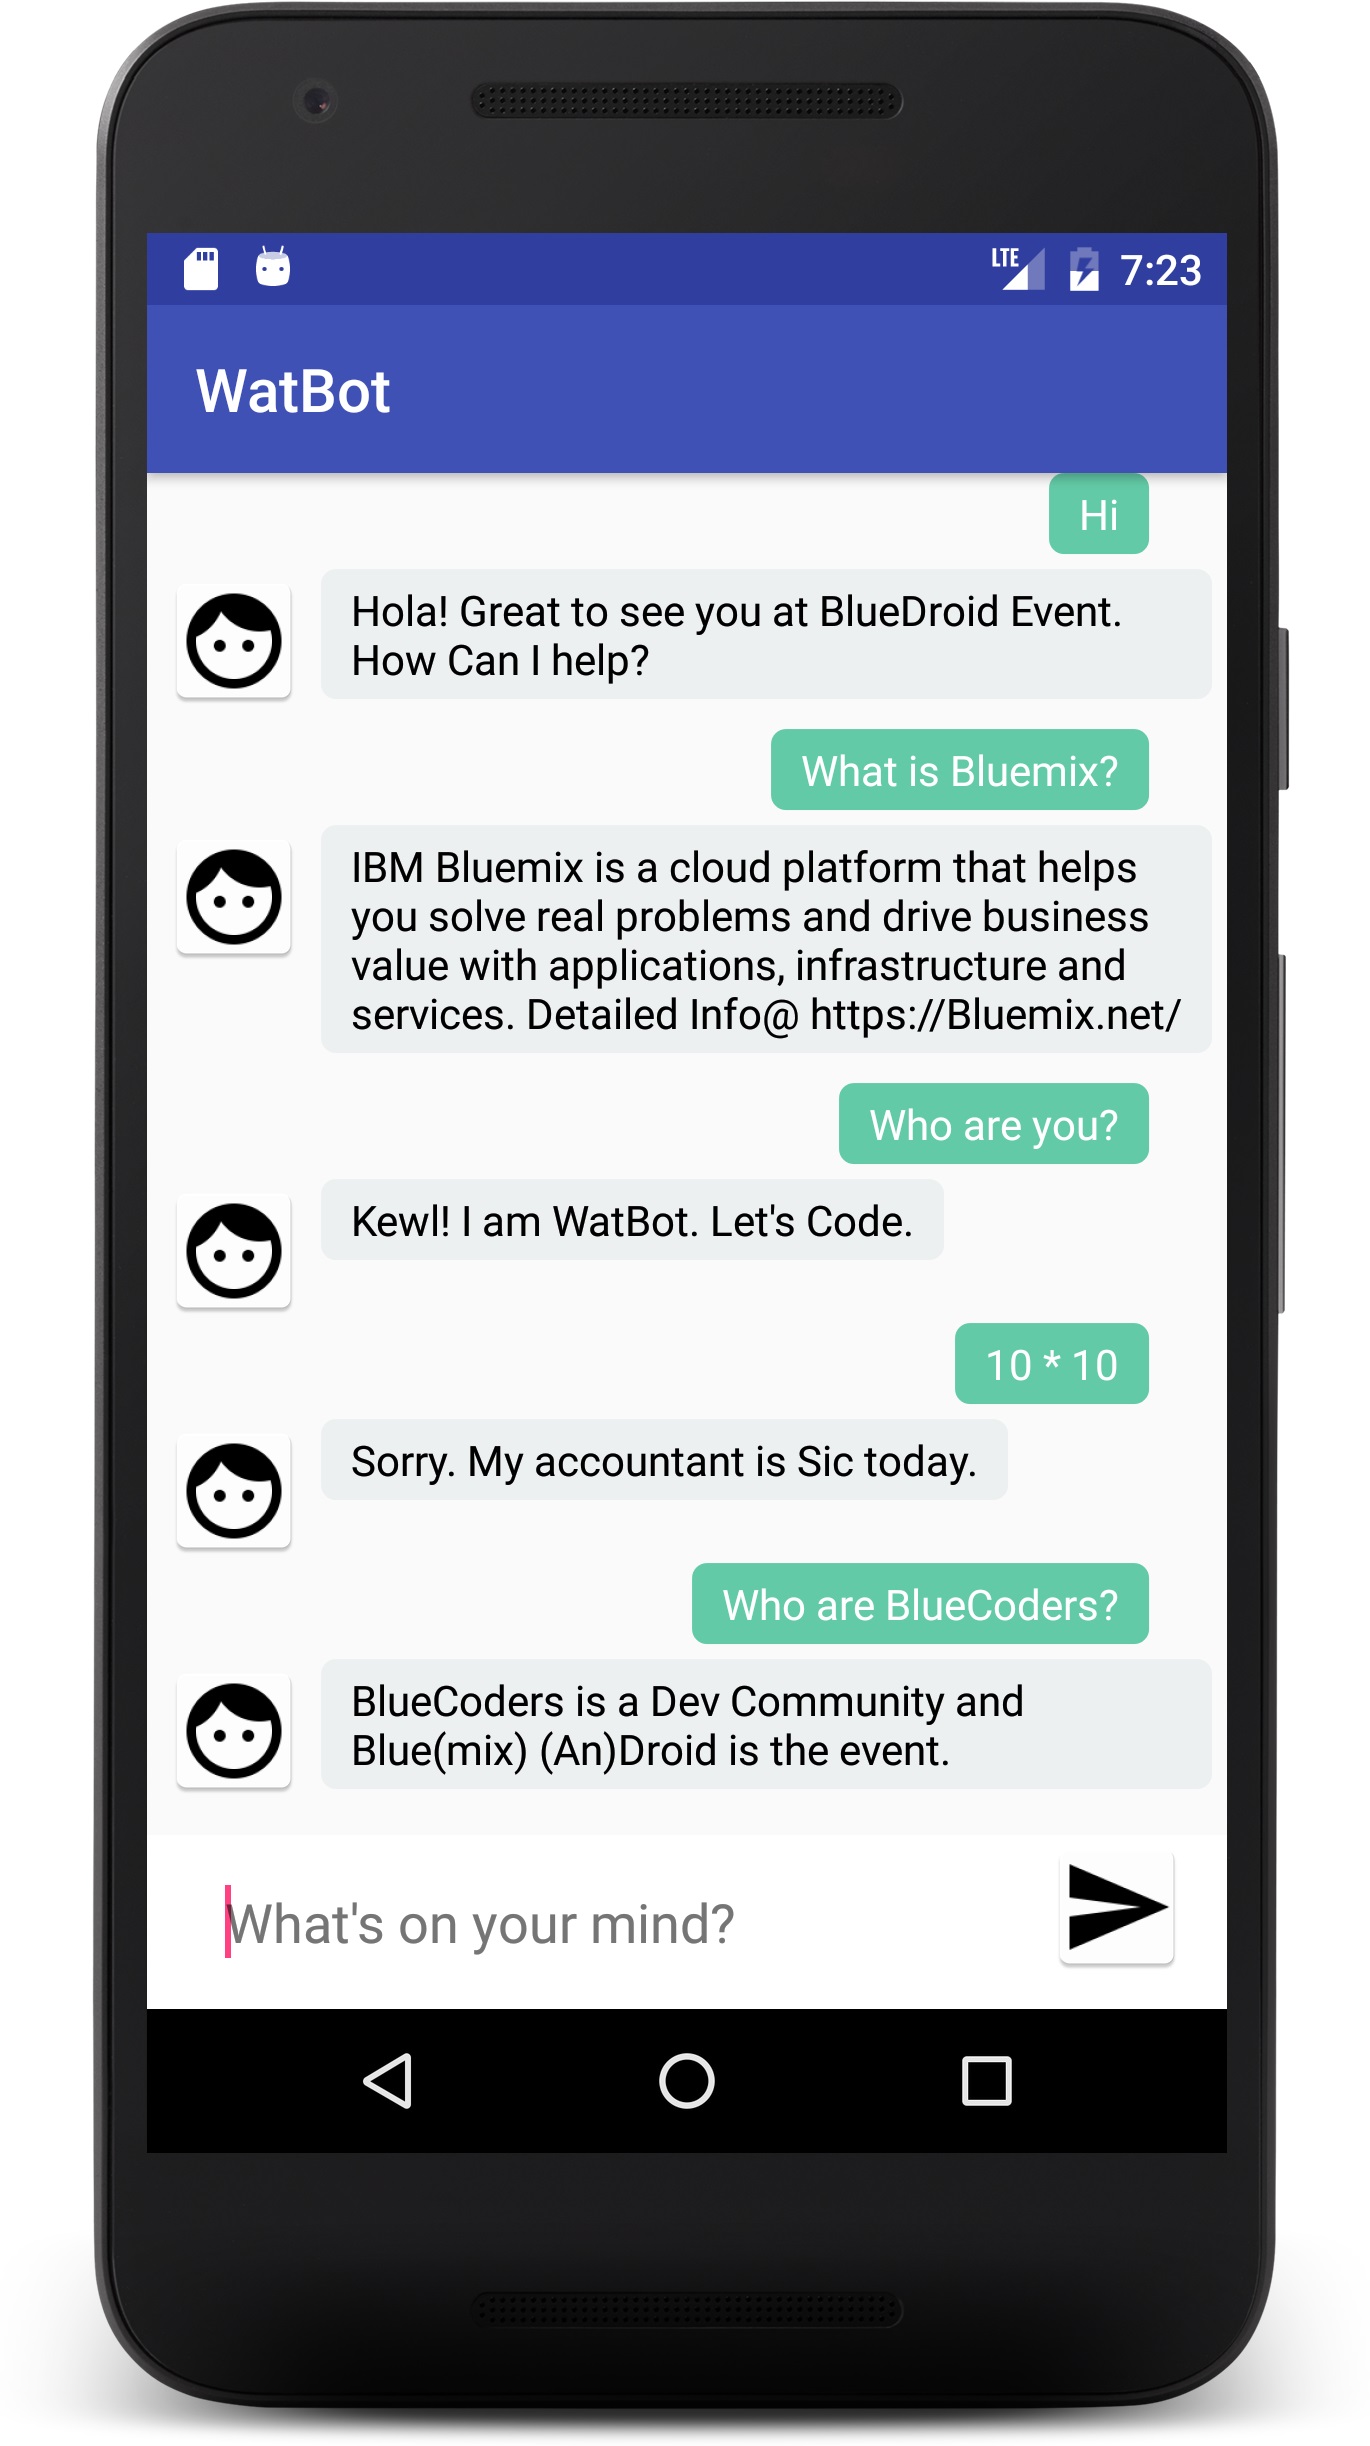 LTE 7:23
WatBot
Hi
Hola! Great to see you at BlueDroid Event.
How Can I help?
What is Bluemix?
IBM Bluemix is a cloud platform that helps
you solve real problems and drive business
value with applications, infrastructure and
services. Detailed Info@ https://Bluemix.net/
Who are you?
Kewl! I am WatBot. Let's Code.
10 * 10
Sorry. My accountant is Sic today.
Who are BlueCoders?
BlueCoders is a Dev Community and
Blue(mix) (An)Droid is the event.
What's on your mind?